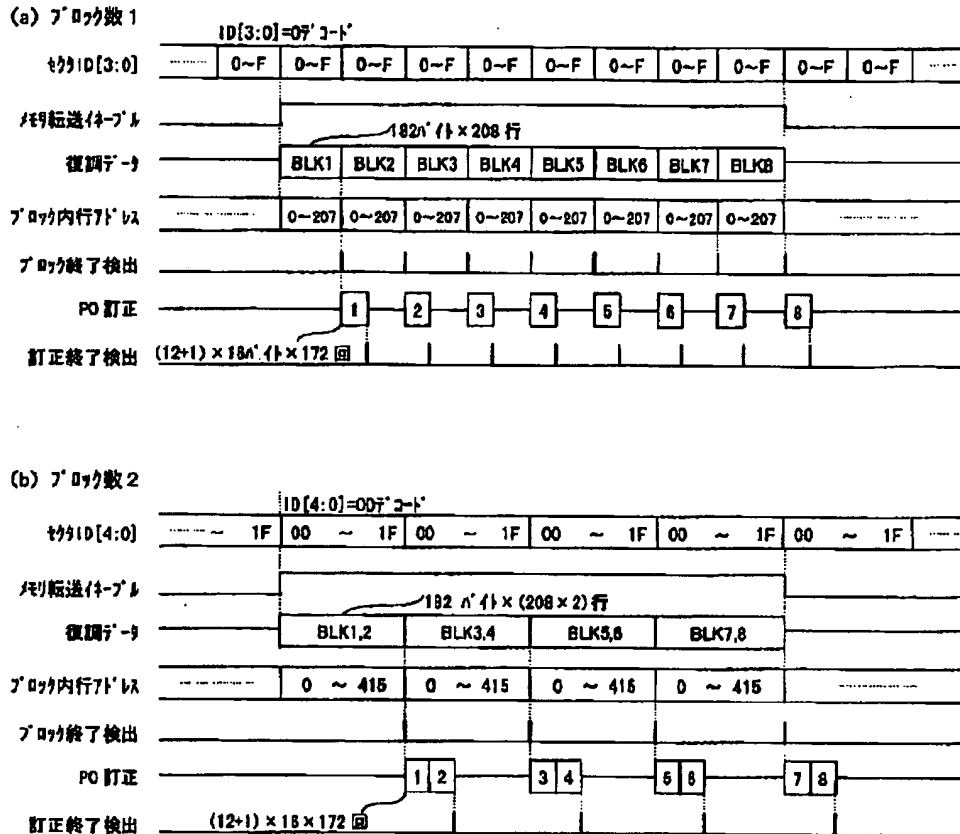 (a) ブロック数1
ID[3:0]=0デコード
セクタID[3:0] ········ 0~F 0~F 0~F 0~F 0~F 0~F 0~F 0~F 0~F 0~F 0~F ·····
メモリ転送イネーブル
182バイト×208行
復調データ BLK1 BLK2 BLK3 BLK4 BLK5 BLK6 BLK7 BLK8
ブロック内行アドレス ·············· 0~207 0~207 0~207 0~207 0~207 0~207 0~207 0~207 ··············
ブロック終了検出
PO訂正 1 2 3 4 5 6 7 8
訂正終了検出 (12+1)×16バイト×172回
(b) ブロック数2
ID[4:0]=00デコード
セクタID[4:0] ········ ~ 1F 00 ~ 1F 00 ~ 1F 00 ~ 1F 00 ~ 1F 00 ~ 1F ·····
メモリ転送イネーブル
182バイト×(208×2)行
復調データ BLK1,2 BLK3,4 BLK5,6 BLK7,8
ブロック内行アドレス ·············· 0 ~ 415 0 ~ 415 0 ~ 415 0 ~ 415 ··············
ブロック終了検出
PO訂正 1 2 3 4 5 6 7 8
訂正終了検出 (12+1)×16×172回